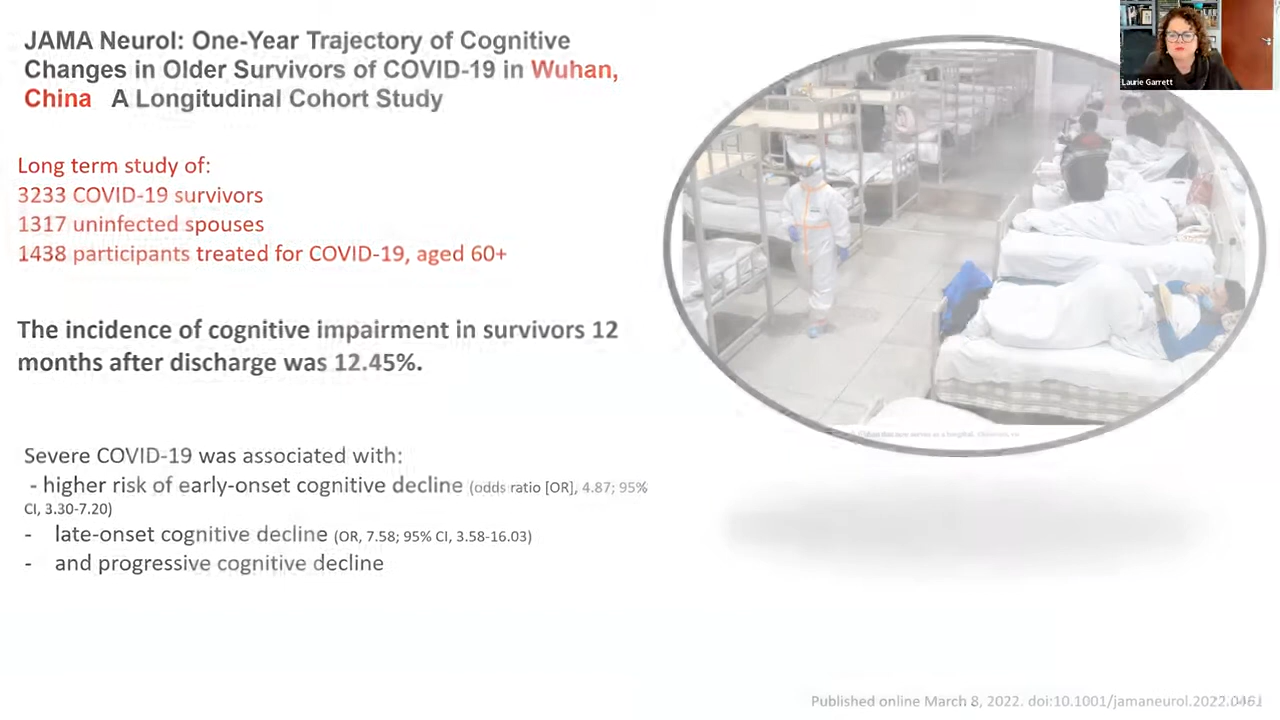 JAMA Neurol: One-Year Trajectory of Cognitive
Changes in Older Survivors of COVID-19 in Wuhan,
China A Longitudinal Cohort Study
Laurie Garrett
Long term study of:
3233 COVID-19 survivors
1317 uninfected spouses
1438 participants treated for COVID-19, aged 60+
The incidence of cognitive impairment in survivors 12
months after discharge was 12.45%.
Severe COVID-19 was associated with:
- higher risk of early-onset cognitive decline (odds ratio [OR], 4.87; 95%
CI, 3.30-7.20)
- late-onset cognitive decline (OR, 7.58; 95% CI, 3.58-16.03)
- and progressive cognitive decline
Published online March 8, 2022. doi:10.1001/jamaneurol.2022.0461